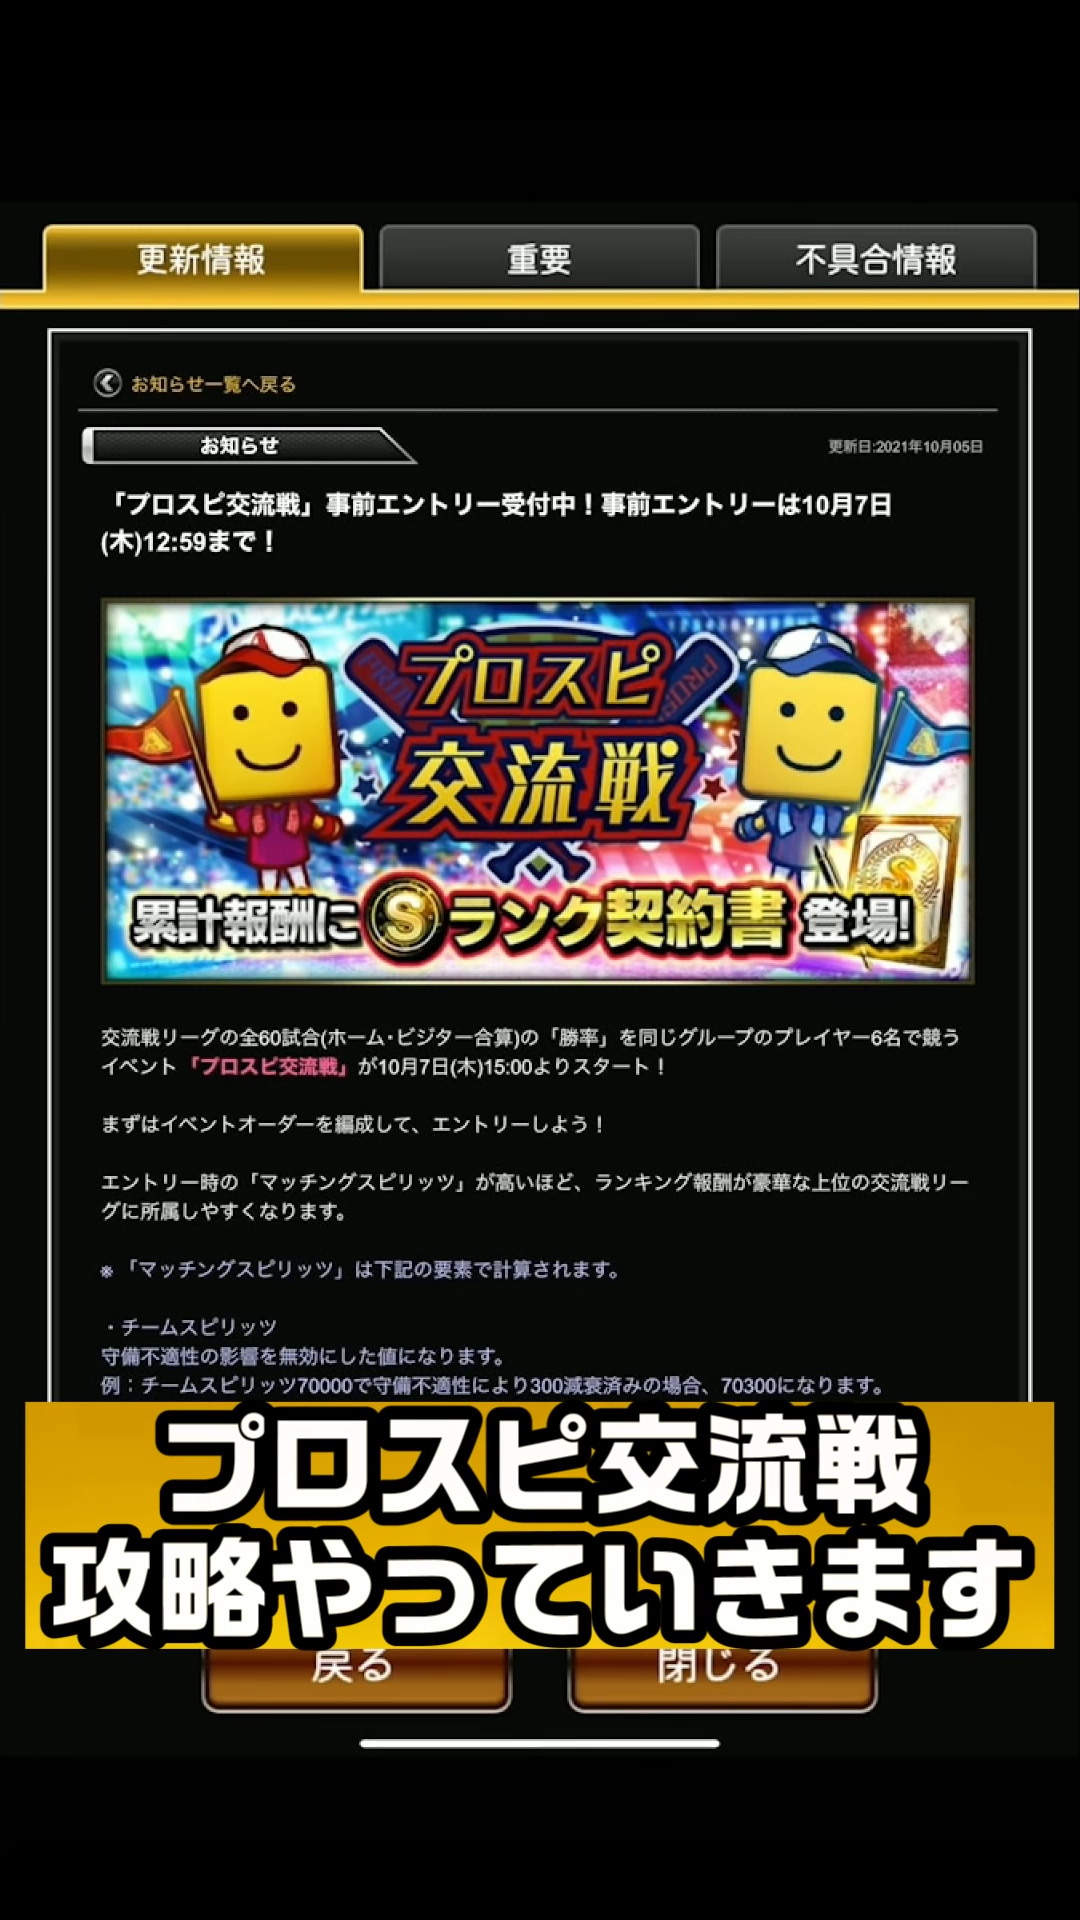 更新情報
重要
不具合情報
お知らせ一覧へ戻る
お知らせ
更新日:2021年10月05日
「プロスピ交流戦」事前エントリー受付中！事前エントリーは10月7日
(木)12:59まで！
プロスピ
交流戦
累計報酬にSランク契約書登場!
交流戦リーグの全60試合(ホーム･ビジター合算)の「勝率」を同じグループのプレイヤー6名で競う
イベント「プロスピ交流戦」が10月7日(木)15:00よりスタート！
まずはイベントオーダーを編成して、エントリーしよう！
エントリー時の「マッチングスピリッツ」が高いほど、ランキング報酬が豪華な上位の交流戦リー
グに所属しやすくなります。
※「マッチングスピリッツ」は下記の要素で計算されます。
・チームスピリッツ
守備不適性の影響を無効にした値になります。
例：チームスピリッツ70000で守備不適性により300減衰済みの場合、70300になります。
プロスピ交流戦
攻略やっていきます
戻る
閉じる